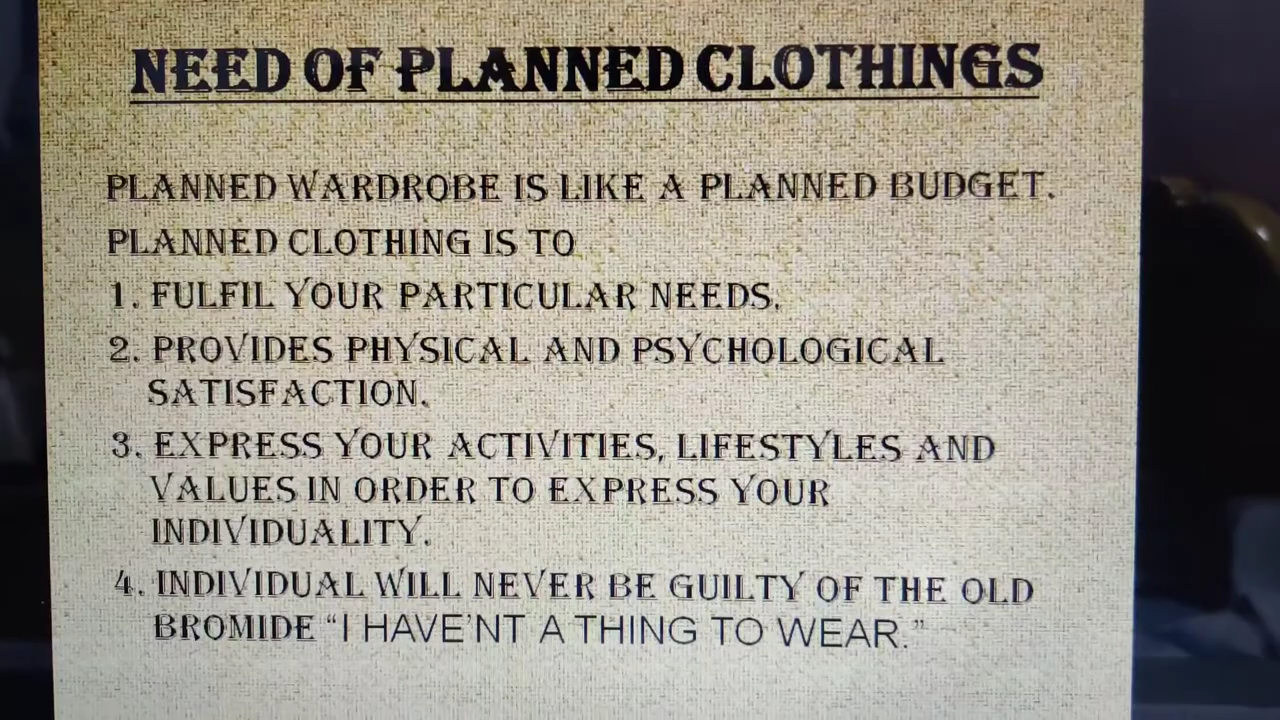 NEED OF PLANNED CLOTHINGS
PLANNED WARDROBE IS LIKE A PLANNED BUDGET.
PLANNED CLOTHING IS TO
1. FULFIL YOUR PARTICULAR NEEDS.
2. PROVIDES PHYSICAL AND PSYCHOLOGICAL
SATISFACTION.
3. EXPRESS YOUR ACTIVITIES, LIFESTYLES AND
VALUES IN ORDER TO EXPRESS YOUR
INDIVIDUALITY.
4. INDIVIDUAL WILL NEVER BE GUILTY OF THE OLD
BROMIDE “I HAVE'NT A THING TO WEAR.”